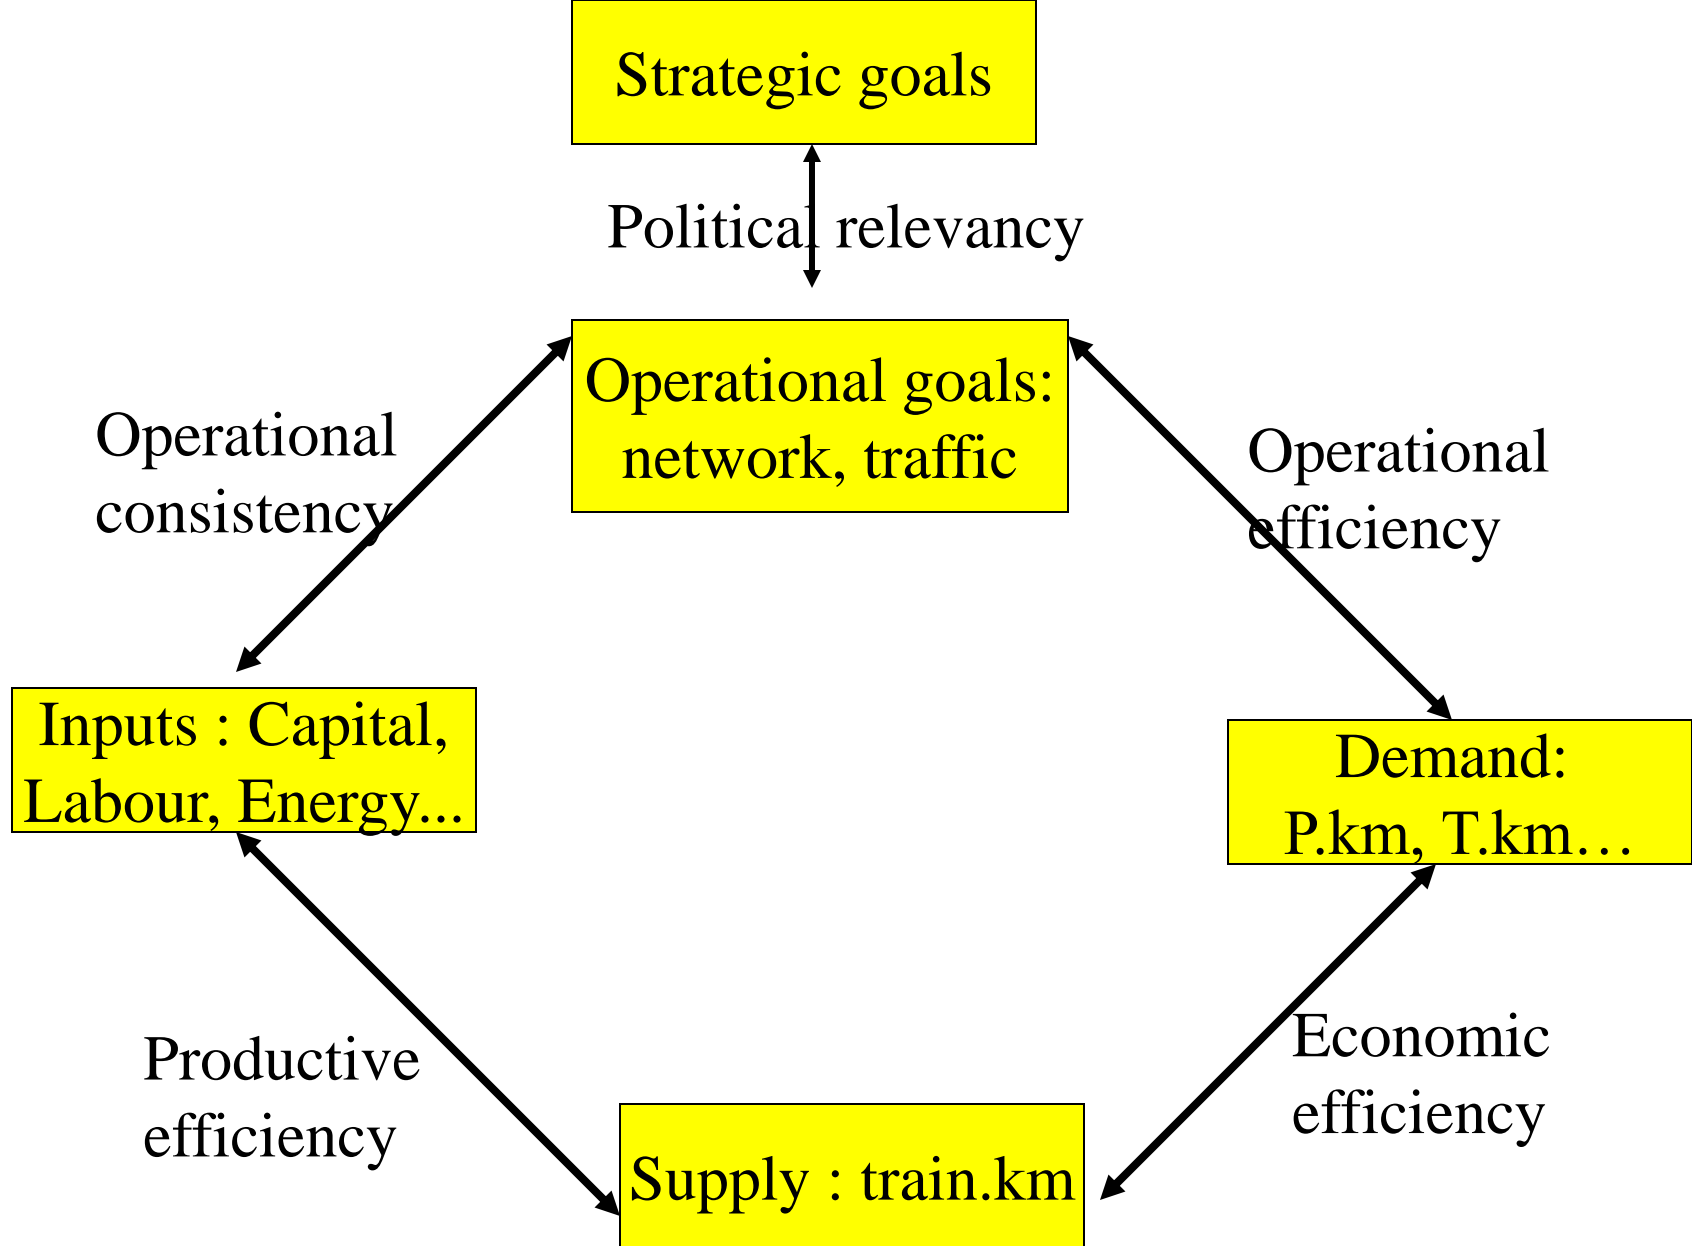 Strategic goals
Political relevancy
Operational goals:
network, traffic
Operational
consistency
Operational
efficiency
Inputs : Capital,
Labour, Energy...
Demand:
P.km, T.km…
Productive
efficiency
Economic
efficiency
Supply : train.km